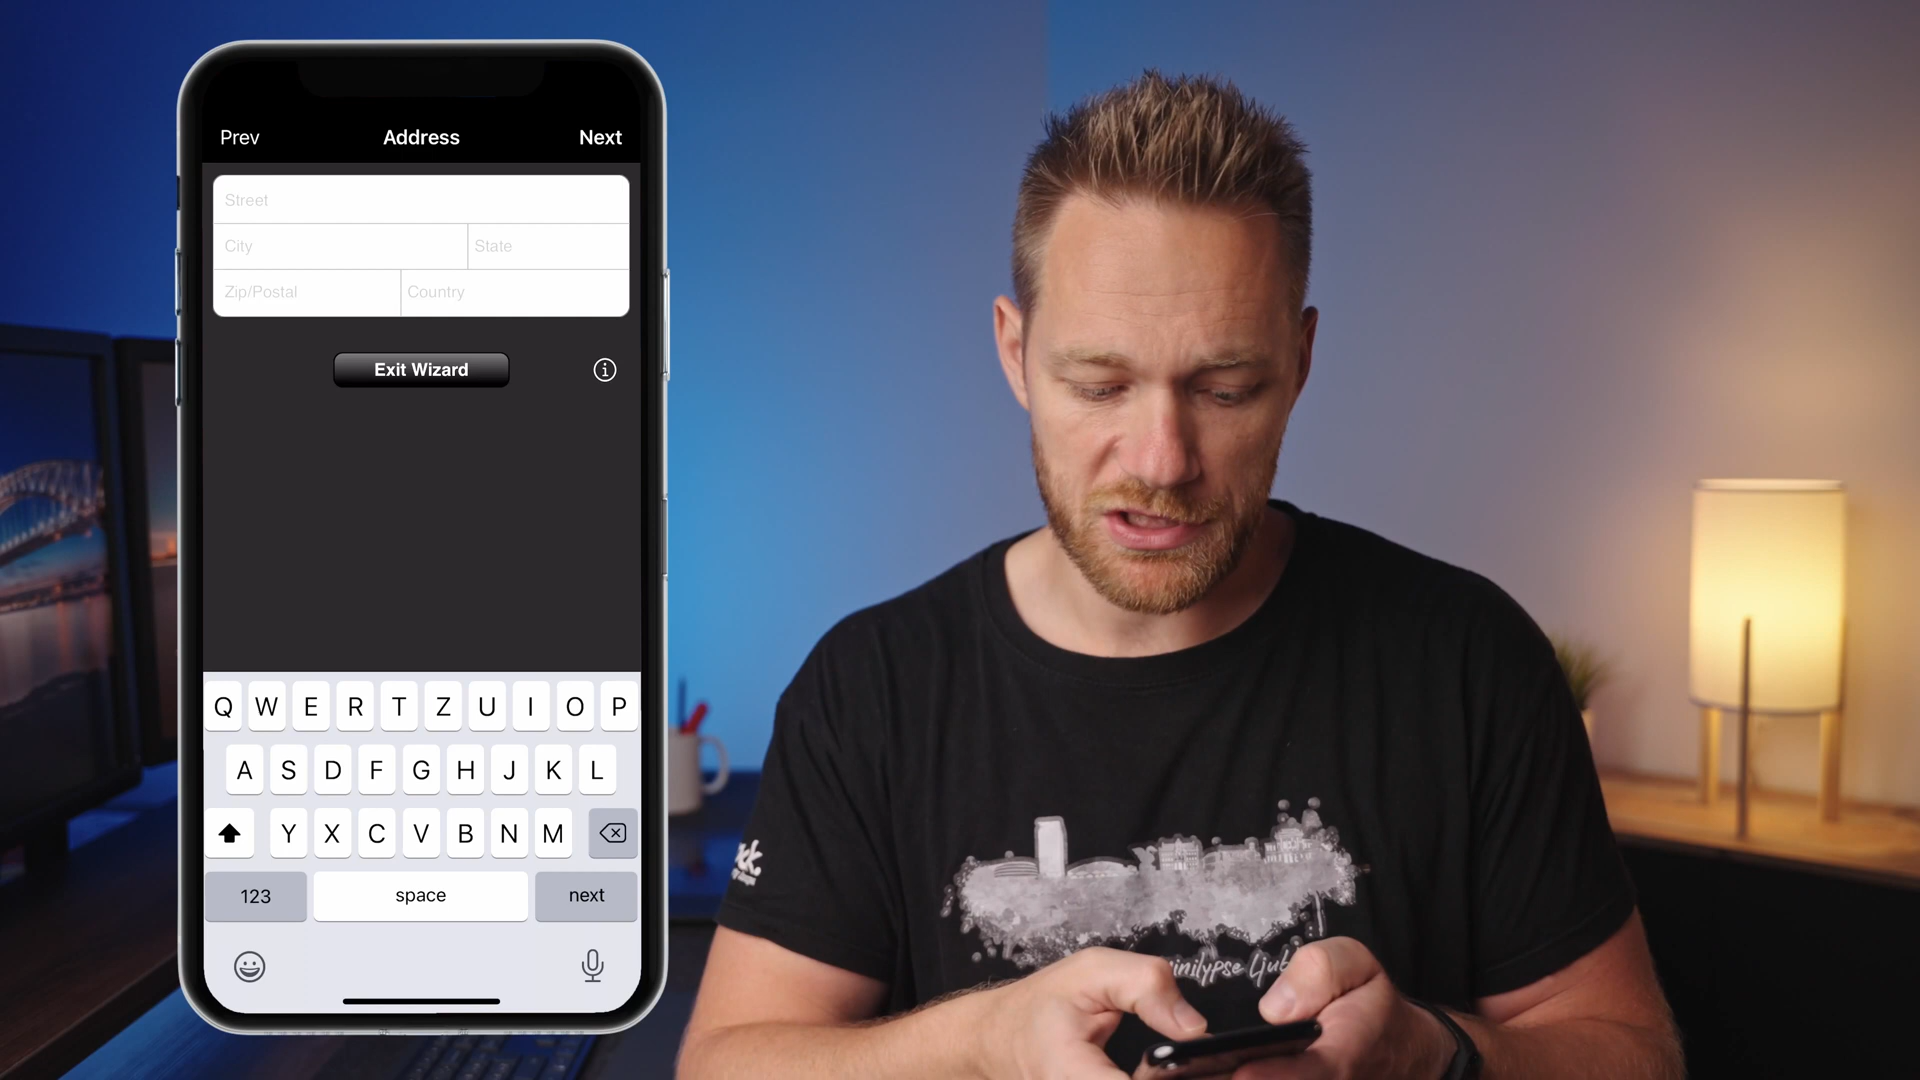 Prev Address Next
Street
City State
Zip/Postal Country
Exit Wizard
Q W E R T Z U I O P
A S D F G H J K L
Y X C V B N M
123 space next